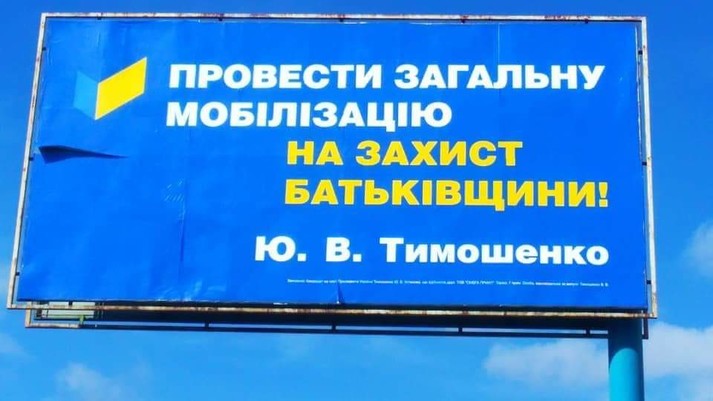 ПРОВЕСТИ ЗАГАЛЬНУ
МОБІЛІЗАЦІЮ
НА ЗАХИСТ
БАТЬКІВЩИНИ!
Ю. В. Тимошенко